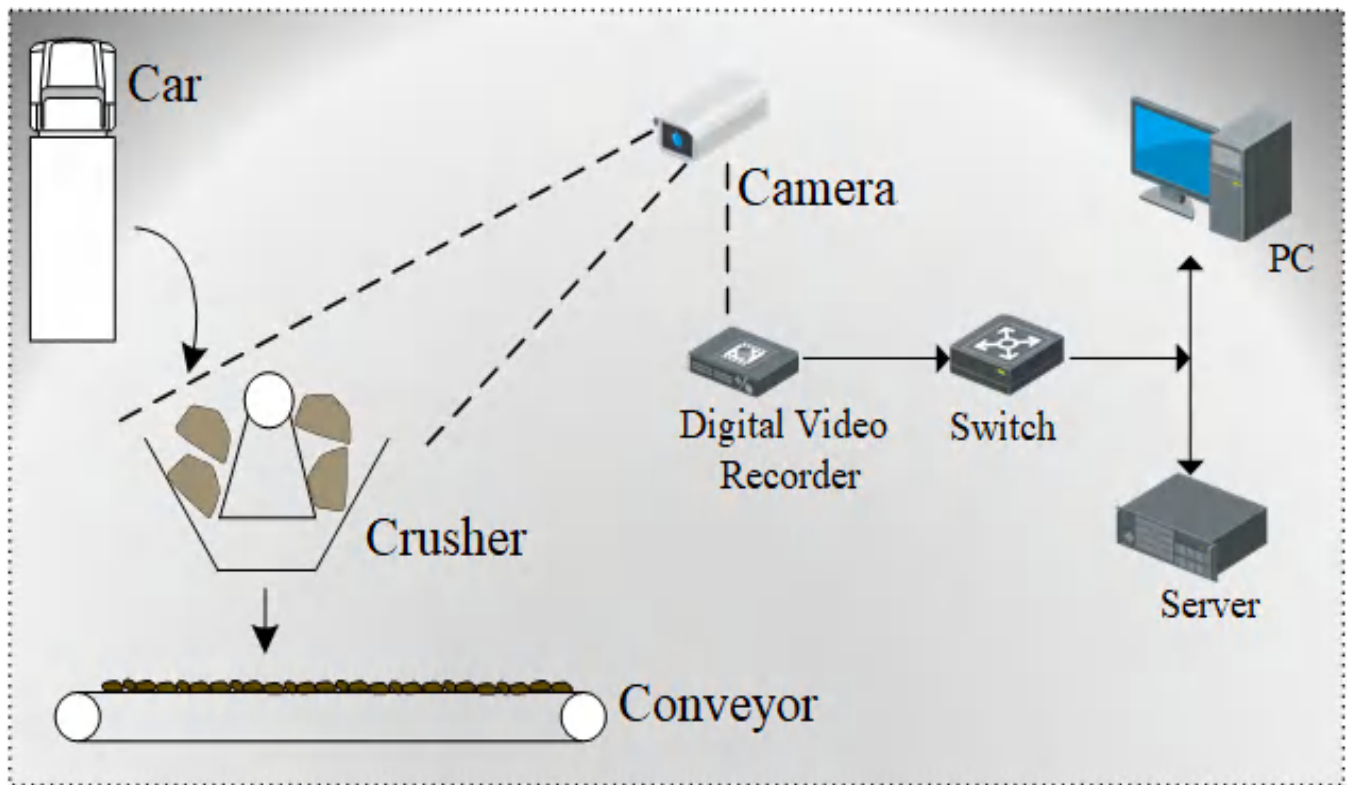 Car
Camera
PC
Digital Video
Recorder
Switch
Crusher
Server
Conveyor